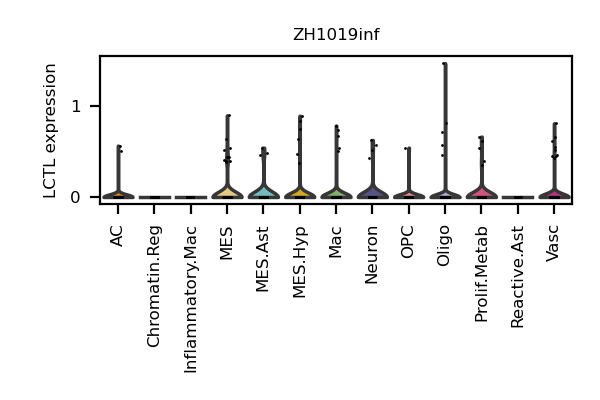 ZH1019inf
LCTL expression
1
0
AC
Chromatin.Reg
Inflammatory.Mac
MES
MES.Ast
MES.Hyp
Mac
Neuron
OPC
Oligo
Prolif.Metab
Reactive.Ast
Vasc